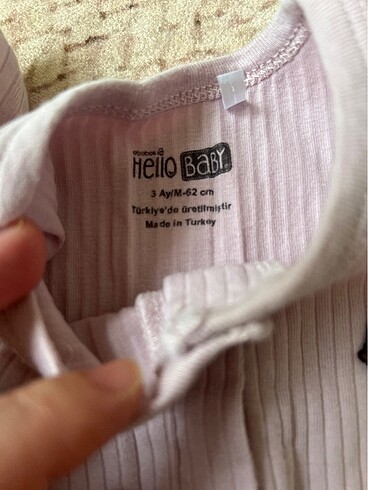 HELLO BABY
3 Ay/M-62 cm
Türkiye'de üretilmiştir
Made in Turkey